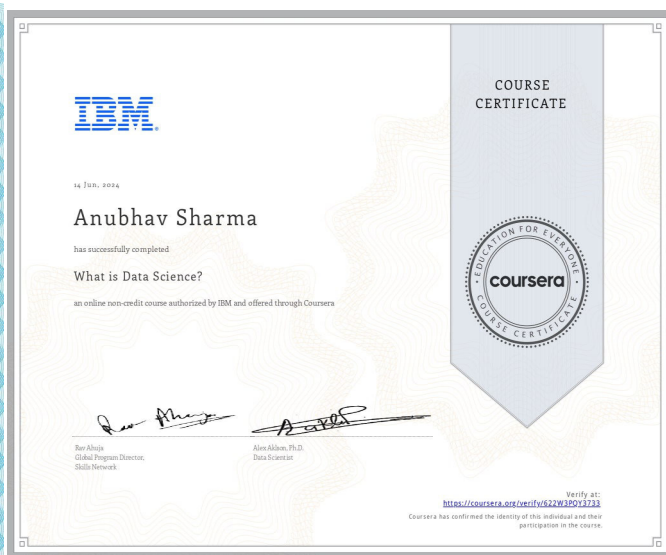 IBM
COURSE
CERTIFICATE
14 Jun, 2024
Anubhav Sharma
has successfully completed
What is Data Science?
an online non-credit course authorized by IBM and offered through Coursera
EDUCATION FOR EVERYONE
coursera
COURSE CERTIFICATE
Rav Ahuja
Global Program Director,
Skills Network
Alex Aklson, Ph.D.
Data Scientist
Verify at:
https://coursera.org/verify/622W3PQY3733
Coursera has confirmed the identity of this individual and their
participation in the course.